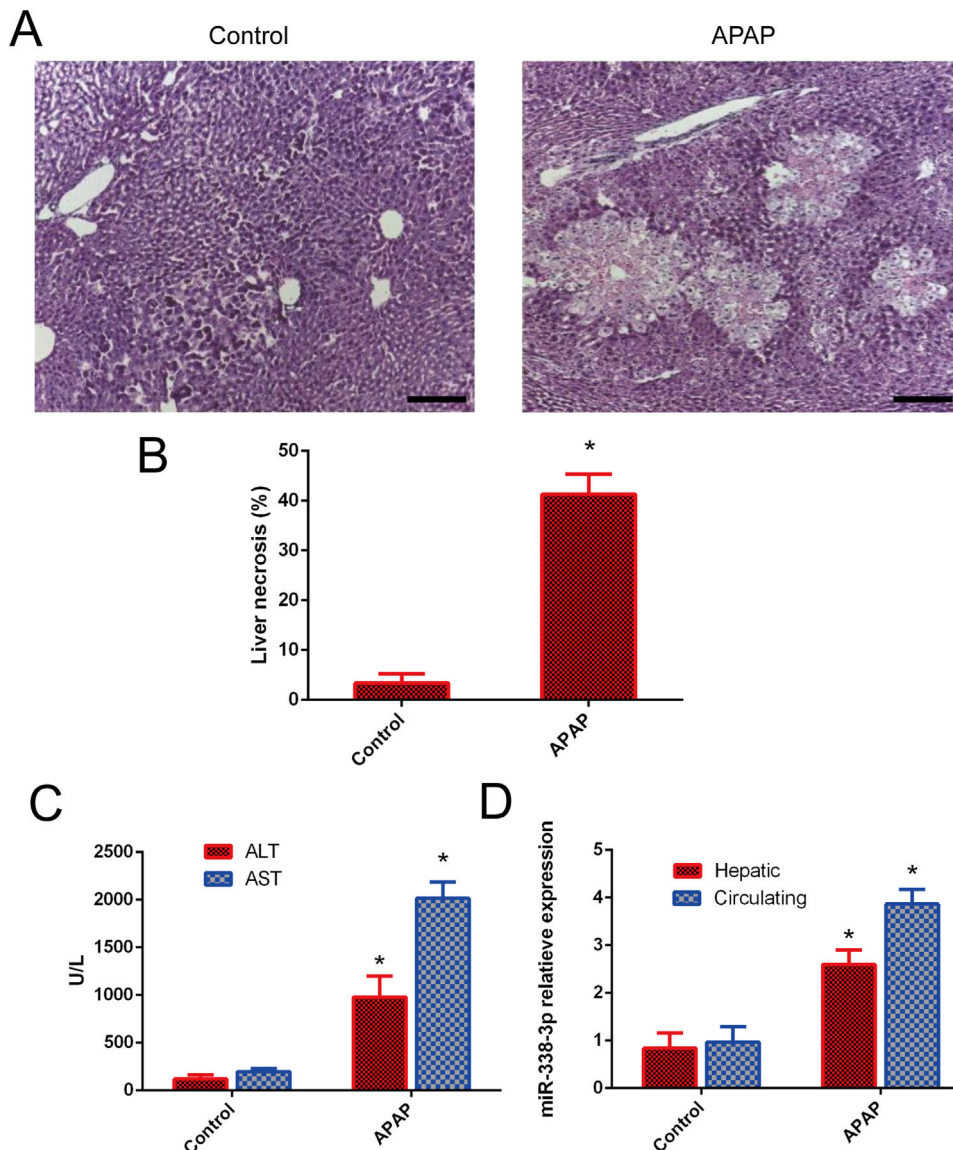 A
Control
APAP
B
Liver necrosis (%)
50
40
30
20
10
0
*
Control
APAP
C
U/L
2500
2000
1500
1000
500
0
ALT
AST
*
*
Control
APAP
D
miR-338-3p relatieve expression
5
4
3
2
1
0
Hepatic
Circulating
*
*
Control
APAP